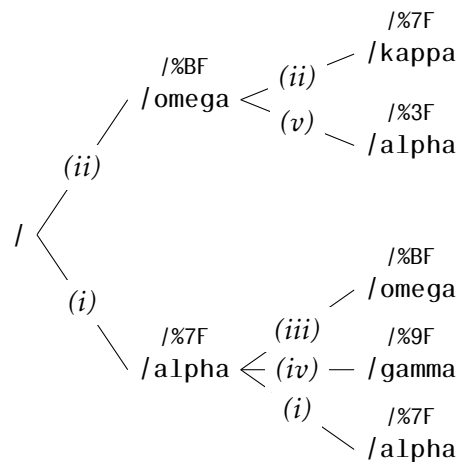 /%7F
/kappa
/%BF
(ii)
/omega
/%3F
(v)
/alpha
(ii)
/
/%BF
(i)
/omega
(iii)
/%7F
/%9F
/alpha
(iv)
/gamma
(i)
/%7F
/alpha